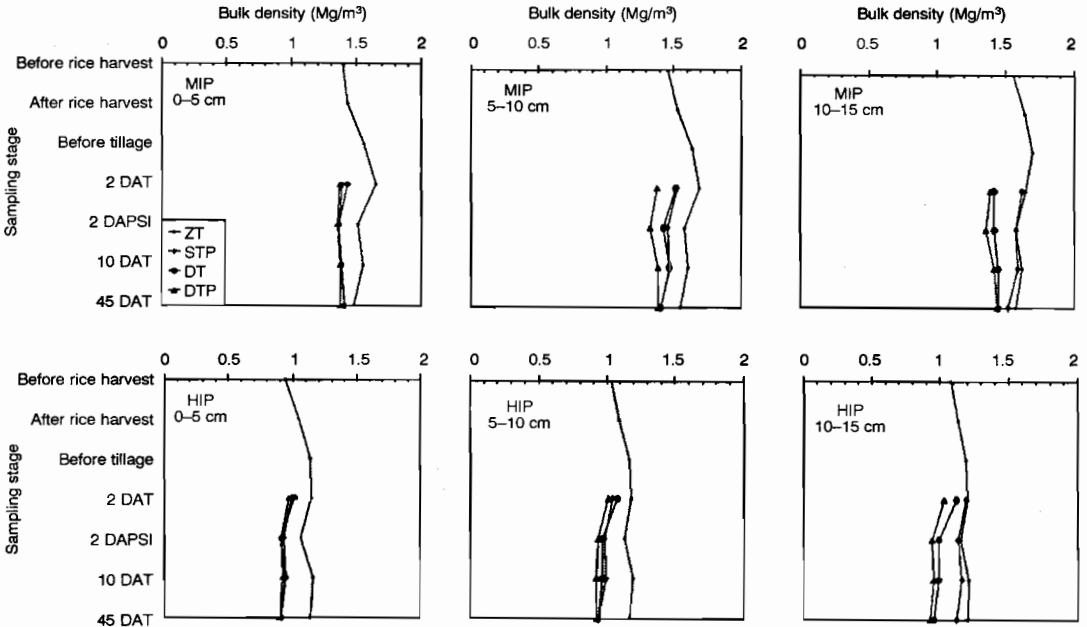 Bulk density (Mg/m³)
Bulk density (Mg/m³)
Bulk density (Mg/m³)
0 0.5 1 1.5 2
0 0.5 1 1.5 2
0 0.5 1 1.5 2
Sampling stage
Before rice harvest
After rice harvest
Before tillage
2 DAT
2 DAPSI
10 DAT
45 DAT
MIP
0–5 cm
ZT
STP
DT
DTP
MIP
5–10 cm
MIP
10–15 cm
0 0.5 1 1.5 2
0 0.5 1 1.5 2
0 0.5 1 1.5 2
Sampling stage
Before rice harvest
After rice harvest
Before tillage
2 DAT
2 DAPSI
10 DAT
45 DAT
HIP
0–5 cm
HIP
5–10 cm
HIP
10–15 cm